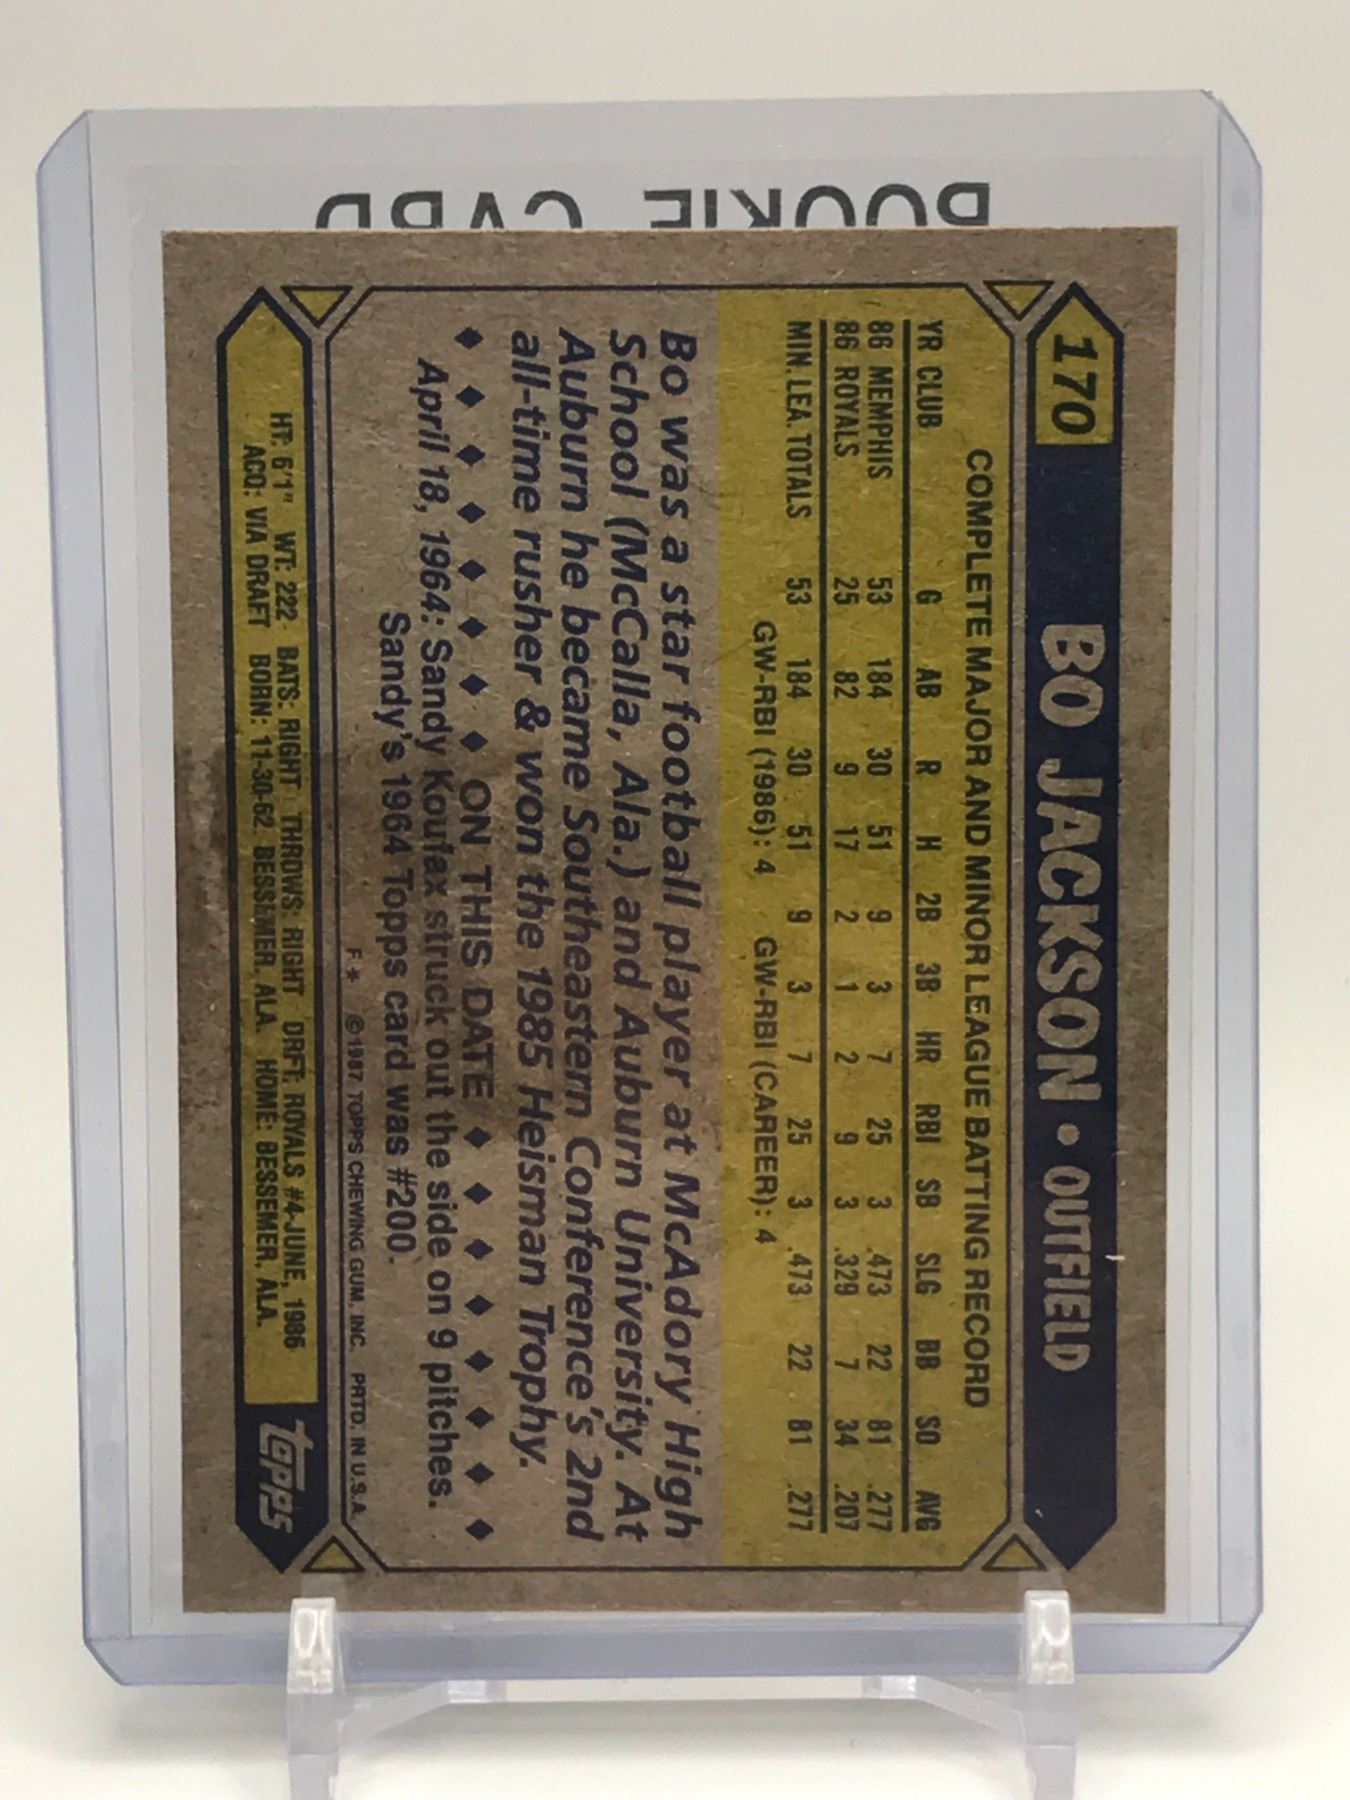 ROOKIE CARD
170 BO JACKSON • OUTFIELD
COMPLETE MAJOR AND MINOR LEAGUE BATTING RECORD
YR CLUB G AB R H 2B 3B HR RBI SB SLG BB SO AVG
86 MEMPHIS 53 184 30 51 9 3 7 25 3 .473 22 81 .277
86 ROYALS 25 82 9 17 2 1 2 9 3 .329 7 34 .207
MIN. LEA. TOTALS 53 184 30 51 9 3 7 25 3 .473 22 81 .277
GW-RBI (1986): 4 GW-RBI (CAREER): 4
Bo was a star football player at McAdory High
School (McCalla, Ala.) and Auburn University. At
Auburn he became Southeastern Conference's 2nd
all-time rusher & won the 1985 Heisman Trophy.
♦ ♦ ♦ ♦ ♦ ♦ ♦ ♦ ON THIS DATE ♦ ♦ ♦ ♦ ♦ ♦ ♦ ♦
April 18, 1964: Sandy Koufax struck out the side on 9 pitches.
Sandy's 1964 Topps card was #200.
F* ©1987 TOPPS CHEWING GUM, INC. PRTD. IN U.S.A.
HT: 6'1" WT: 222 BATS: RIGHT THROWS: RIGHT DRFT: ROYALS #4-JUNE, 1986
ACQ: VIA DRAFT BORN: 11-30-62, BESSEMER, ALA. HOME: BESSEMER, ALA.
topps